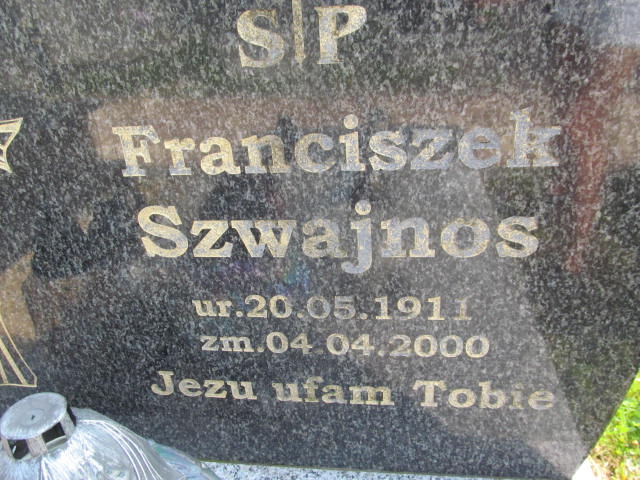 S P
Franciszek
Szwajnos
ur.20.05.1911
zm.04.04.2000
Jezu ufam Tobie